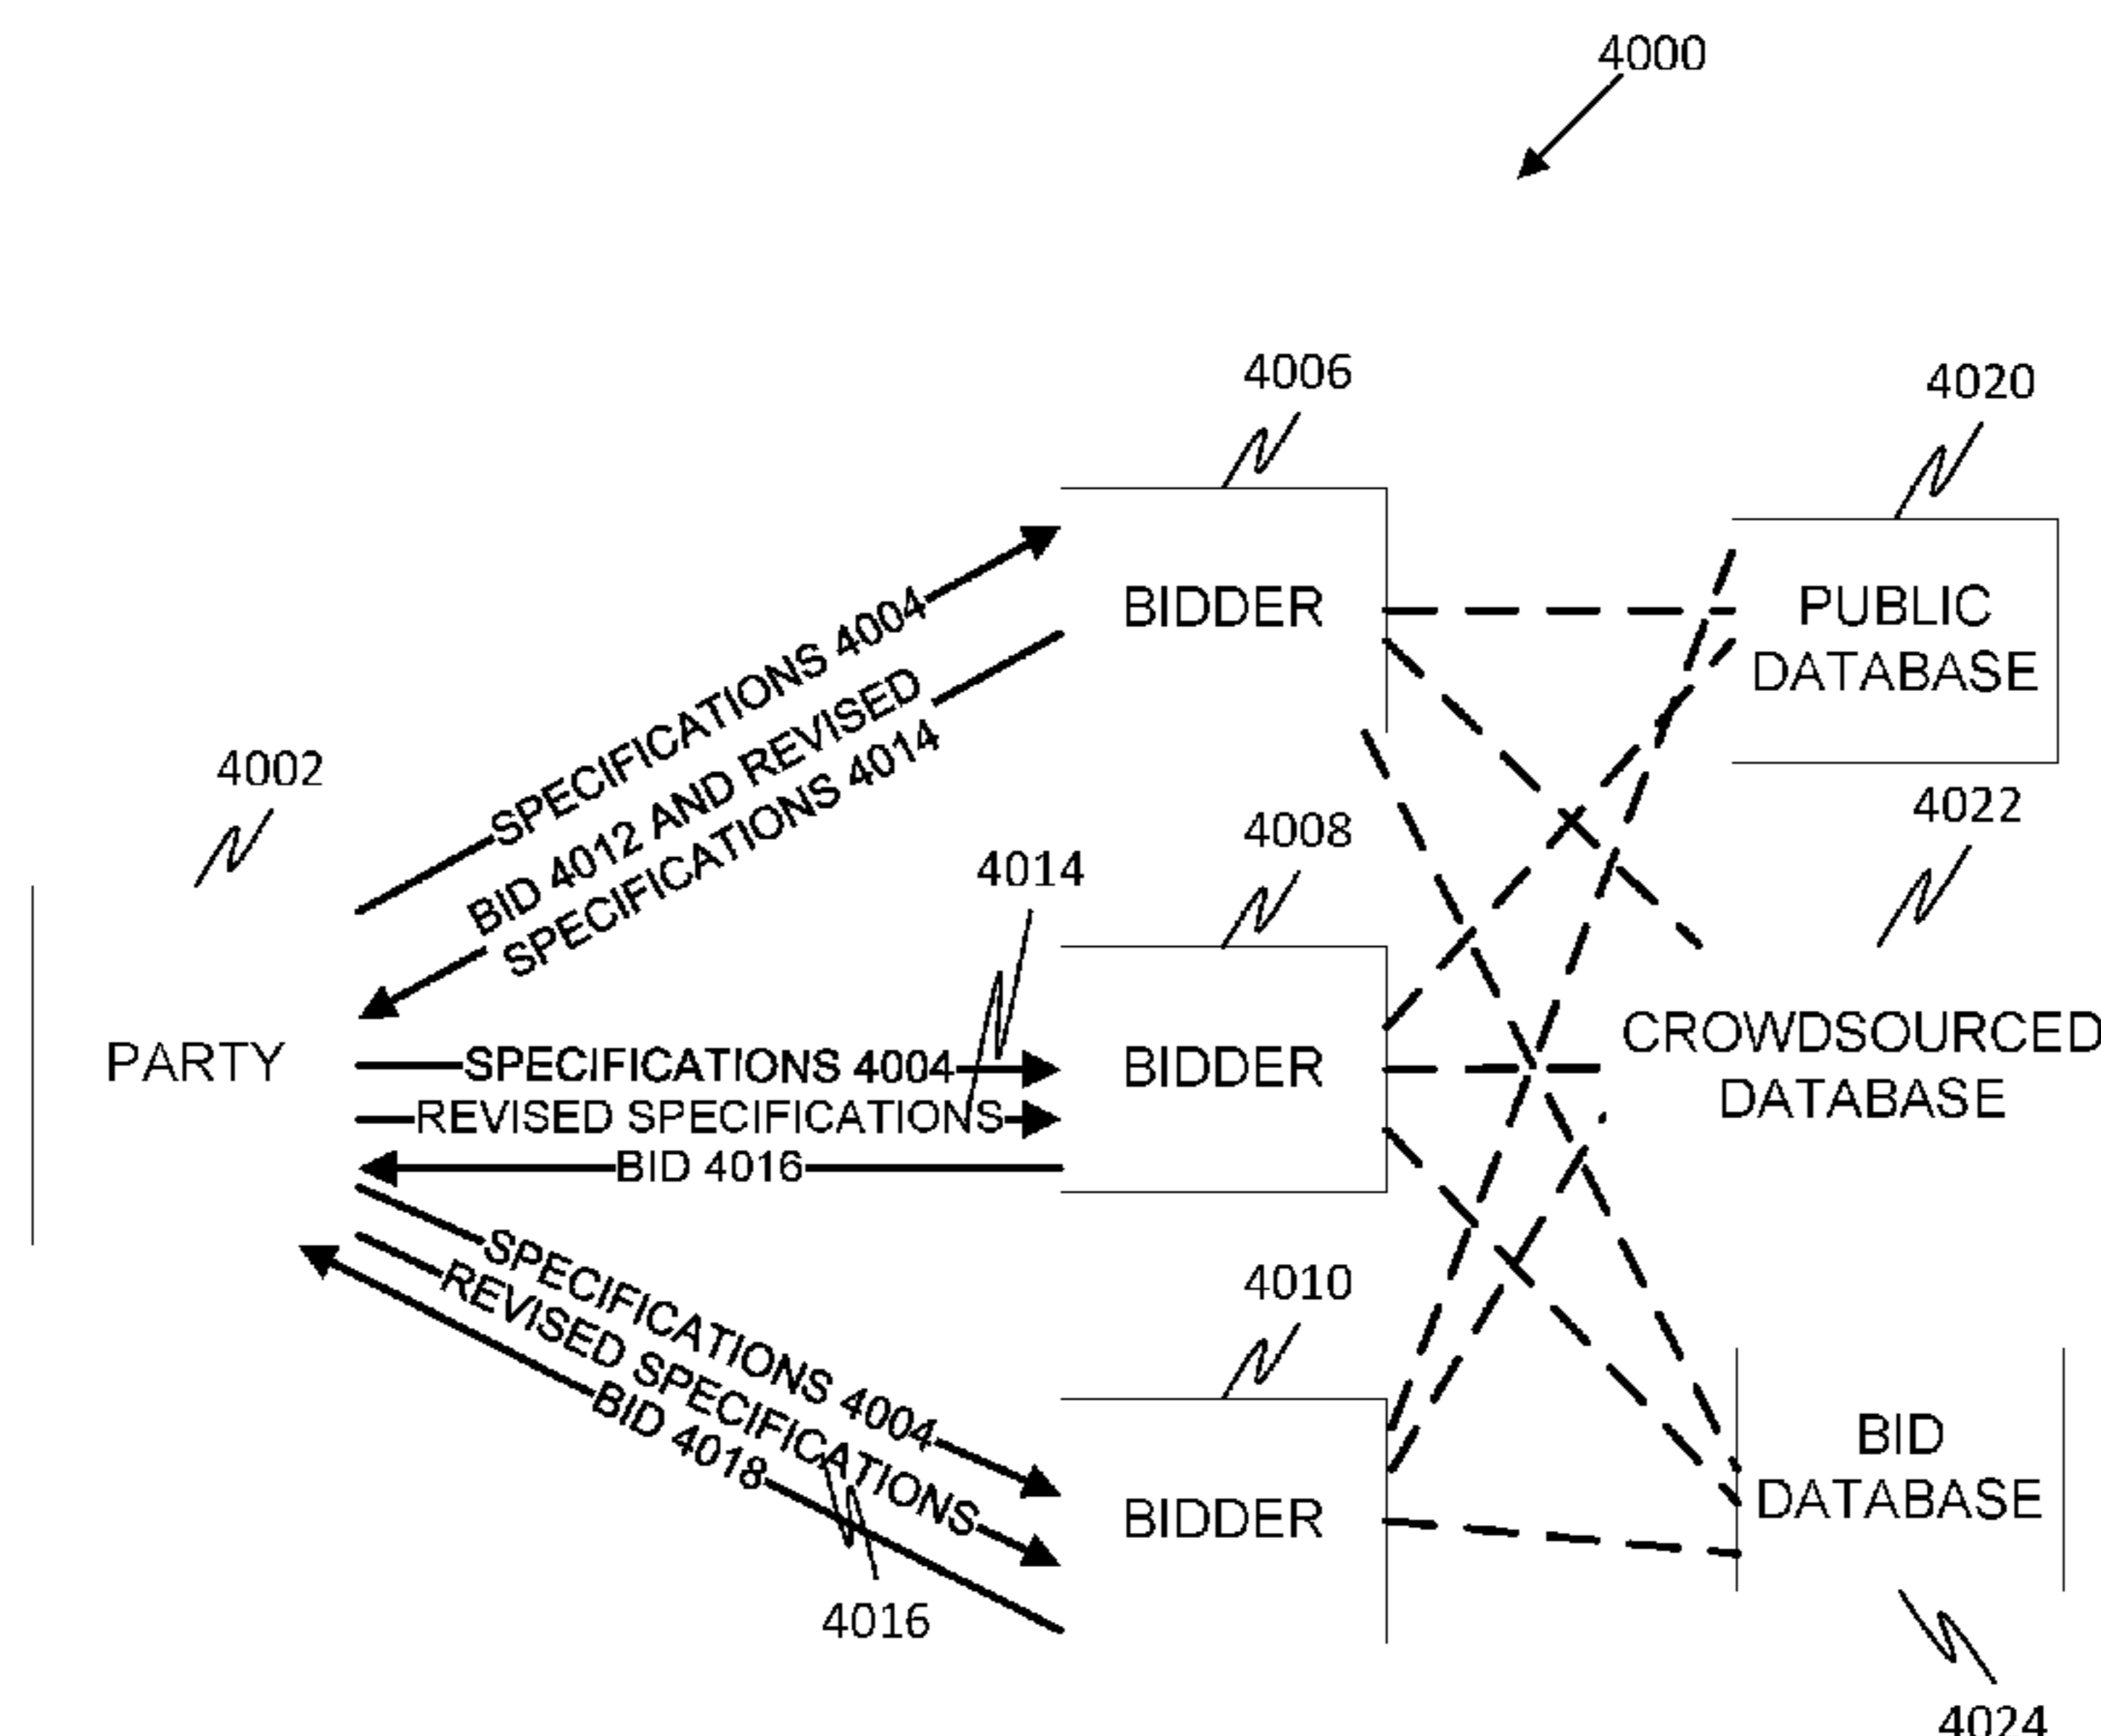 4000
4006
4020
BIDDER
PUBLIC
DATABASE
SPECIFICATIONS 4004
BID 4012 AND REVISED
SPECIFICATIONS 4014
4002
4014
4008
4022
PARTY
SPECIFICATIONS 4004
REVISED SPECIFICATIONS
BID 4016
BIDDER
CROWDSOURCED
DATABASE
SPECIFICATIONS 4004
REVISED SPECIFICATIONS
BID 4018
4016
4010
BIDDER
BID
DATABASE
4024